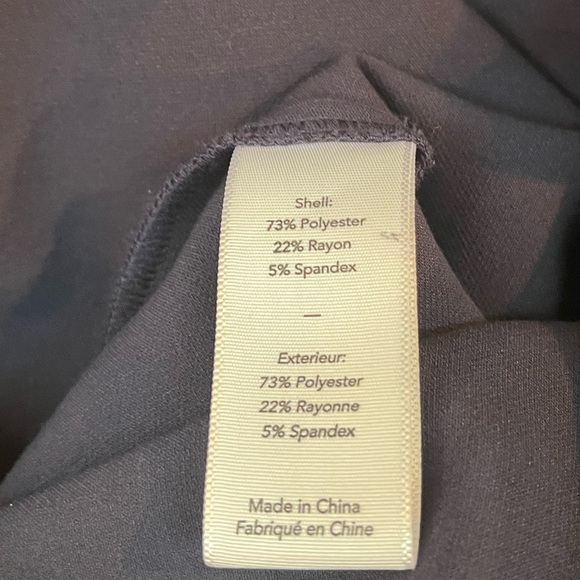 Shell:
73% Polyester
22% Rayon
5% Spandex
—
Exterieur:
73% Polyester
22% Rayonne
5% Spandex
Made in China
Fabriqué en Chine